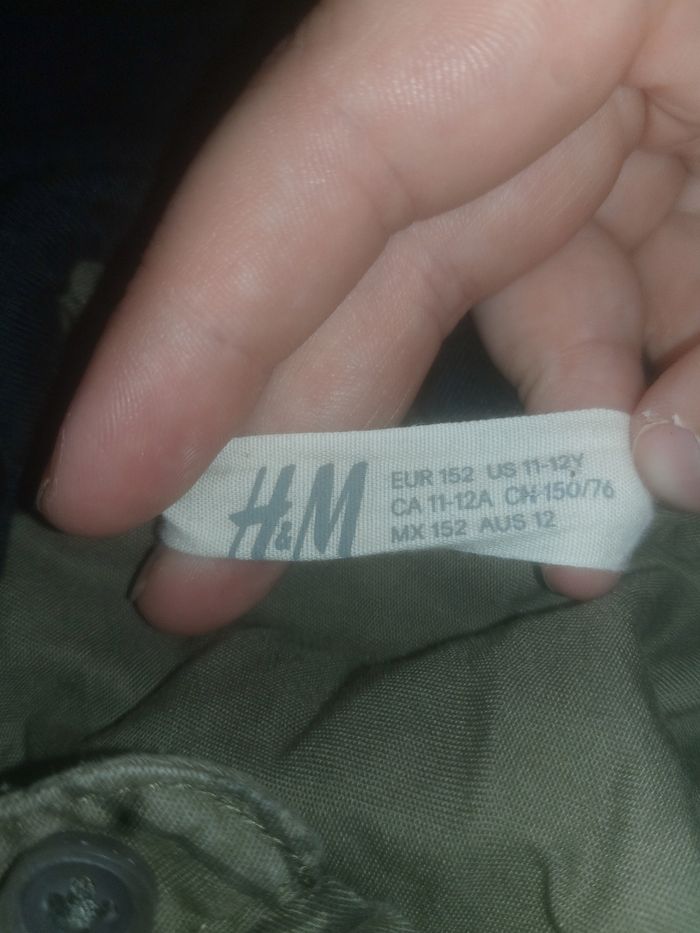 H&M
EUR 152 US 11-12Y
CA 11-12A CH 150/76
MX 152 AUS 12